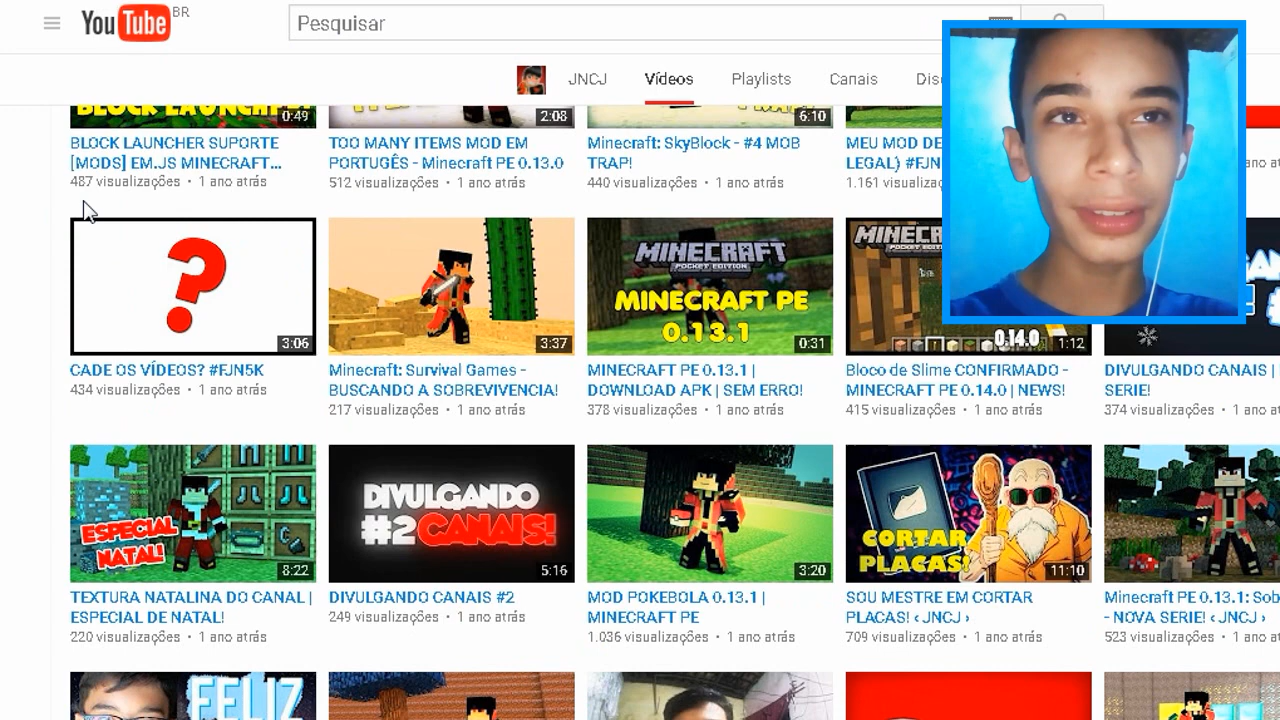 YouTube BR
Pesquisar
JNCJ
Vídeos
Playlists
Canais
0:49
2:08
6:10
BLOCK LAUNCHER SUPORTE
[MODS] EM.JS MINECRAFT...
487 visualizações • 1 ano atrás
TOO MANY ITEMS MOD EM
PORTUGÊS - Minecraft PE 0.13.0
512 visualizações • 1 ano atrás
Minecraft: SkyBlock - #4 MOB
TRAP!
440 visualizações • 1 ano atrás
MEU MOD DE
LEGAL) #FJN
1.161 visualizações
?
3:06
CADE OS VÍDEOS? #FJN5K
434 visualizações • 1 ano atrás
3:37
Minecraft: Survival Games -
BUSCANDO A SOBREVIVENCIA!
217 visualizações • 1 ano atrás
MINECRAFT
POCKET EDITION
MINECRAFT PE
0.13.1
0:31
MINECRAFT PE 0.13.1 |
DOWNLOAD APK | SEM ERRO!
378 visualizações • 1 ano atrás
0.14.0
1:12
Bloco de Slime CONFIRMADO -
MINECRAFT PE 0.14.0 | NEWS!
415 visualizações • 1 ano atrás
DIVULGANDO CANAIS |
SERIE!
374 visualizações • 1 ano
ESPECIAL
NATAL!
8:22
TEXTURA NATALINA DO CANAL |
ESPECIAL DE NATAL!
220 visualizações • 1 ano atrás
DIVULGANDO
#2 CANAIS!
5:16
DIVULGANDO CANAIS #2
249 visualizações • 1 ano atrás
3:20
MOD POKEBOLA 0.13.1 |
MINECRAFT PE
1.036 visualizações • 1 ano atrás
CORTAR
PLACAS!
11:10
SOU MESTRE EM CORTAR
PLACAS! ‹ JNCJ ›
709 visualizações • 1 ano atrás
Minecraft PE 0.13.1: Sob
- NOVA SERIE! ‹ JNCJ ›
523 visualizações • 1 ano atrás
FELIZ